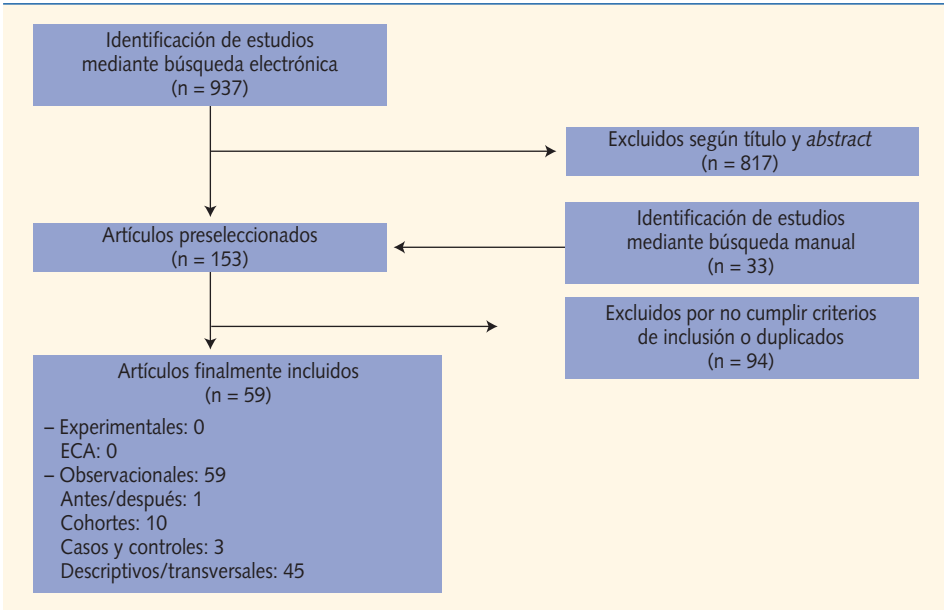 Identificación de estudios
mediante búsqueda electrónica
(n = 937)
Excluidos según título y abstract
(n = 817)
Artículos preseleccionados
(n = 153)
Identificación de estudios
mediante búsqueda manual
(n = 33)
Excluidos por no cumplir criterios
de inclusión o duplicados
(n = 94)
Artículos finalmente incluidos
(n = 59)
– Experimentales: 0
ECA: 0
– Observacionales: 59
Antes/después: 1
Cohortes: 10
Casos y controles: 3
Descriptivos/transversales: 45